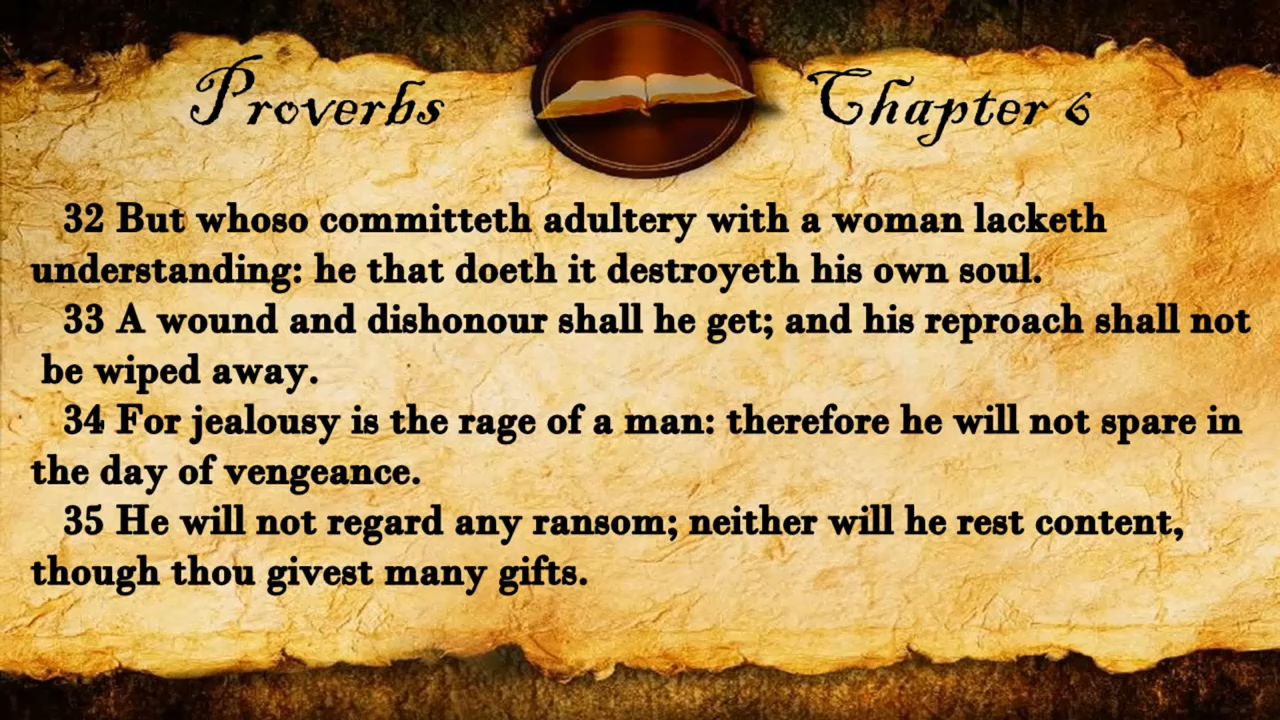 Proverbs Chapter 6
32 But whoso committeth adultery with a woman lacketh
understanding: he that doeth it destroyeth his own soul.
33 A wound and dishonour shall he get; and his reproach shall not
be wiped away.
34 For jealousy is the rage of a man: therefore he will not spare in
the day of vengeance.
35 He will not regard any ransom; neither will he rest content,
though thou givest many gifts.